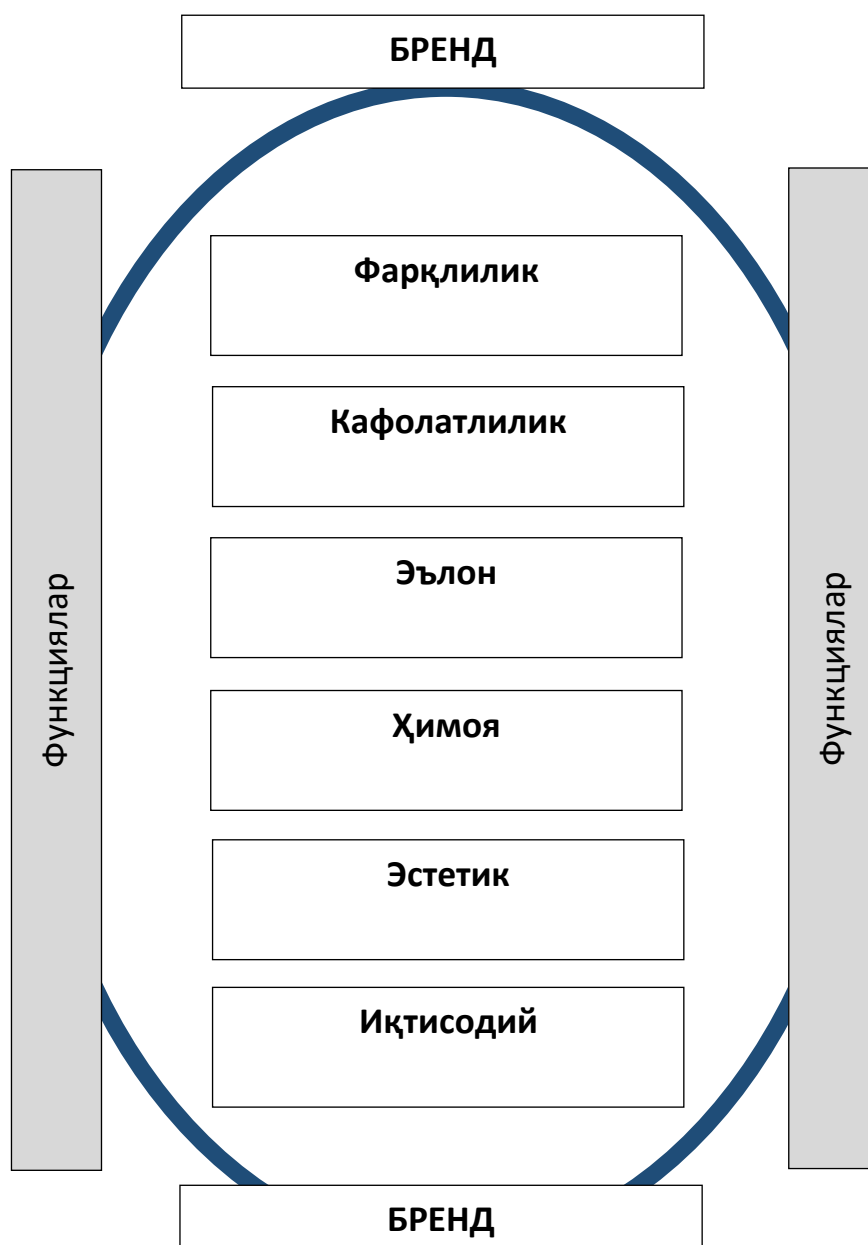 БРЕНД
Функциялар
Фарқлилик
Кафолатлилик
Эълон
Ҳимоя
Эстетик
Иқтисодий
Функциялар
БРЕНД